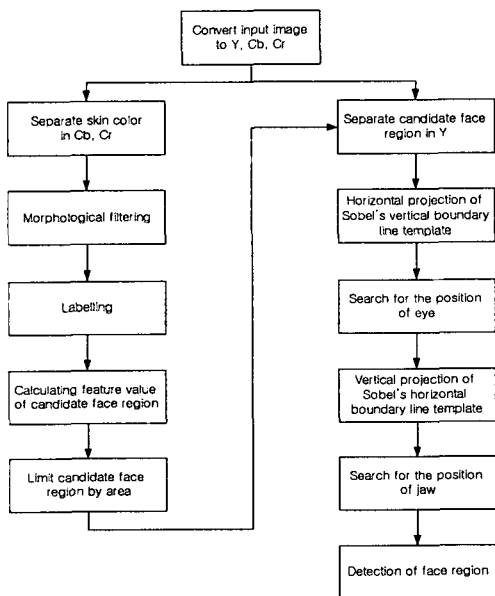 Convert input image
to Y, Cb, Cr
Separate skin color
in Cb, Cr
Morphological filtering
Labelling
Calculating feature value
of candidate face region
Limit candidate face
region by area
Separate candidate face
region in Y
Horizontal projection of
Sobel's vertical boundary
line template
Search for the position
of eye
Vertical projection of
Sobel's horizontal
boundary line template
Search for the position
of jaw
Detection of face region